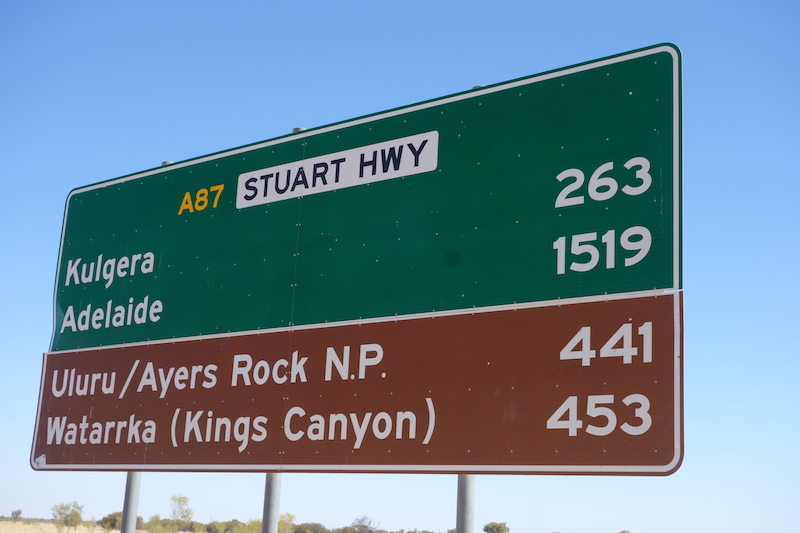 A87 STUART HWY
Kulgera 263
Adelaide 1519
Uluru/Ayers Rock N.P. 441
Watarrka (Kings Canyon) 453